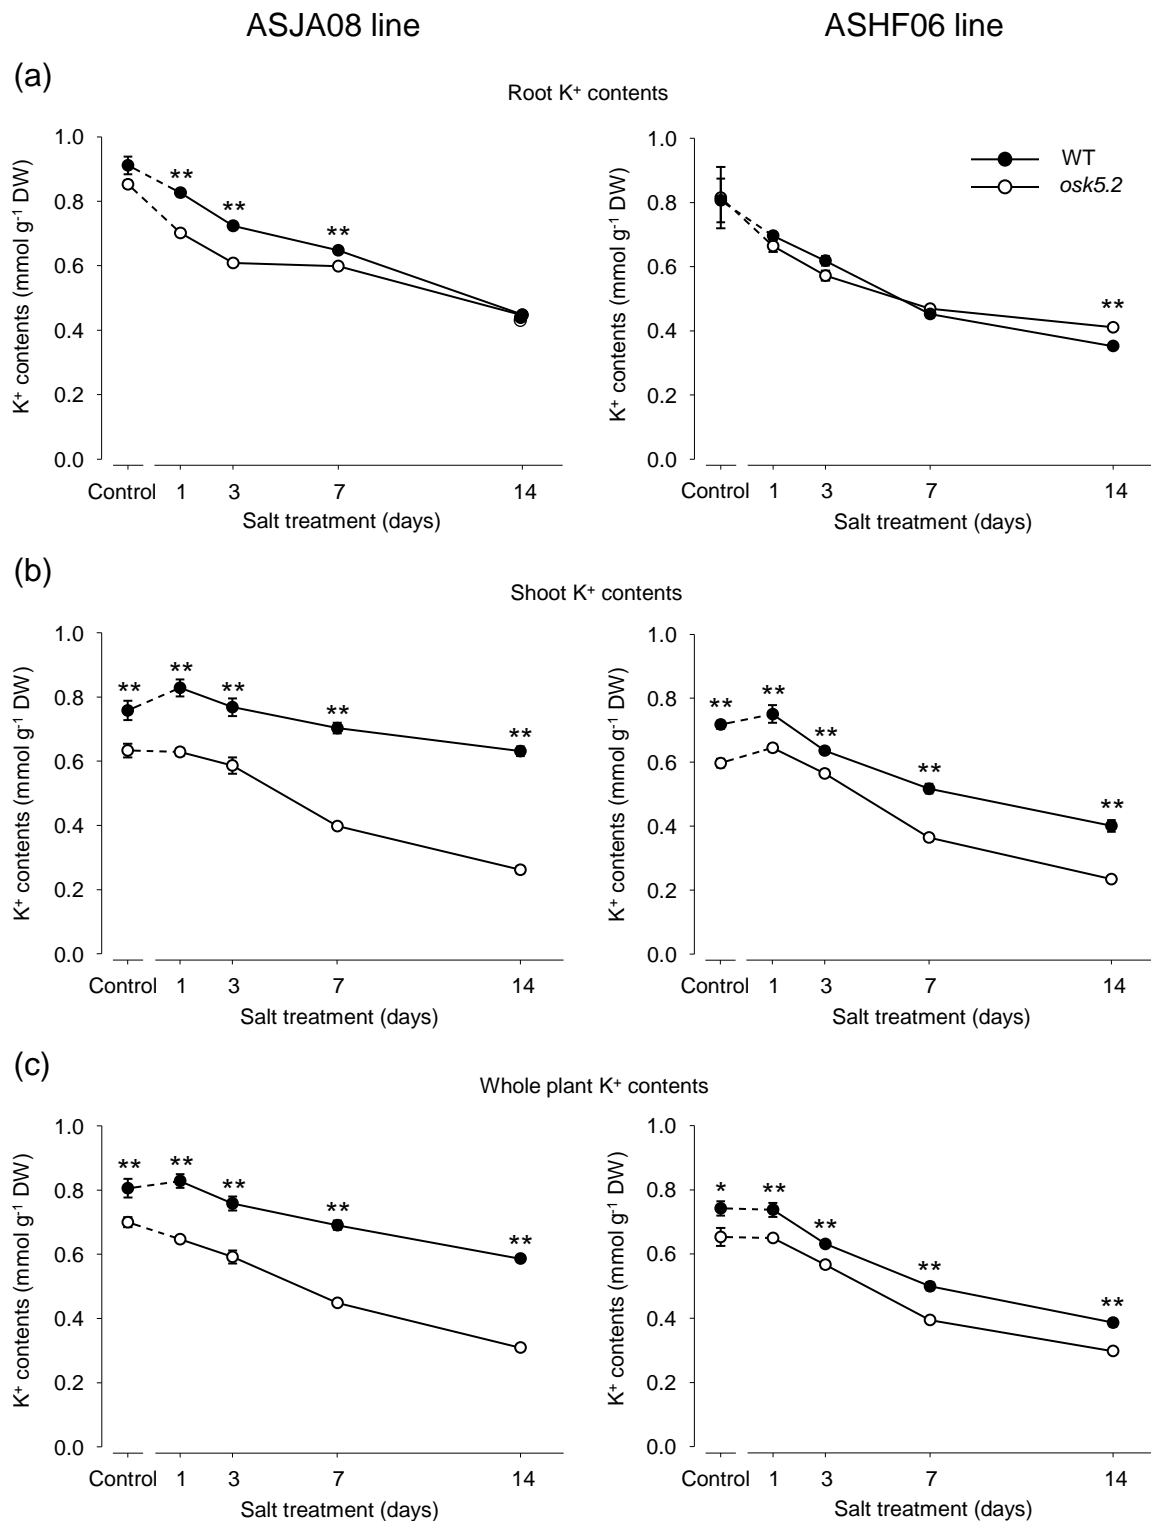 ASJA08 line
ASHF06 line
(a)
Root K⁺ contents
K⁺ contents (mmol g⁻¹ DW)
1.0
0.8
0.6
0.4
0.2
0.0
**
**
**
Control 1 3 7 14
Salt treatment (days)
K⁺ contents (mmol g⁻¹ DW)
1.0
0.8
0.6
0.4
0.2
0.0
WT
osk5.2
**
Control 1 3 7 14
Salt treatment (days)
(b)
Shoot K⁺ contents
K⁺ contents (mmol g⁻¹ DW)
1.0
0.8
0.6
0.4
0.2
0.0
**
**
**
**
**
Control 1 3 7 14
Salt treatment (days)
K⁺ contents (mmol g⁻¹ DW)
1.0
0.8
0.6
0.4
0.2
0.0
**
**
**
**
**
Control 1 3 7 14
Salt treatment (days)
(c)
Whole plant K⁺ contents
K⁺ contents (mmol g⁻¹ DW)
1.0
0.8
0.6
0.4
0.2
0.0
**
**
**
**
**
Control 1 3 7 14
Salt treatment (days)
K⁺ contents (mmol g⁻¹ DW)
1.0
0.8
0.6
0.4
0.2
0.0
*
**
**
**
**
Control 1 3 7 14
Salt treatment (days)